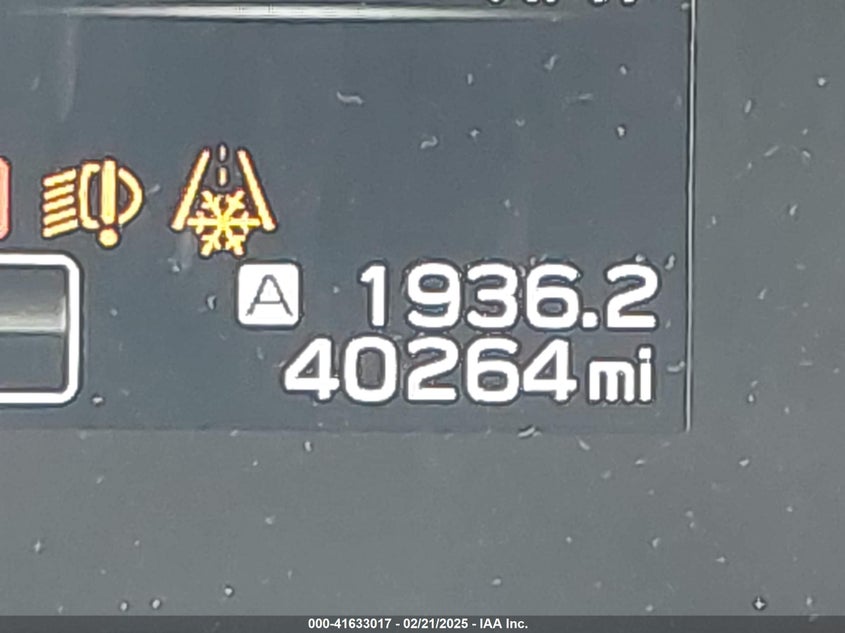 A 1936.2
40264mi
000-41633017 - 02/21/2025 - IAA Inc.